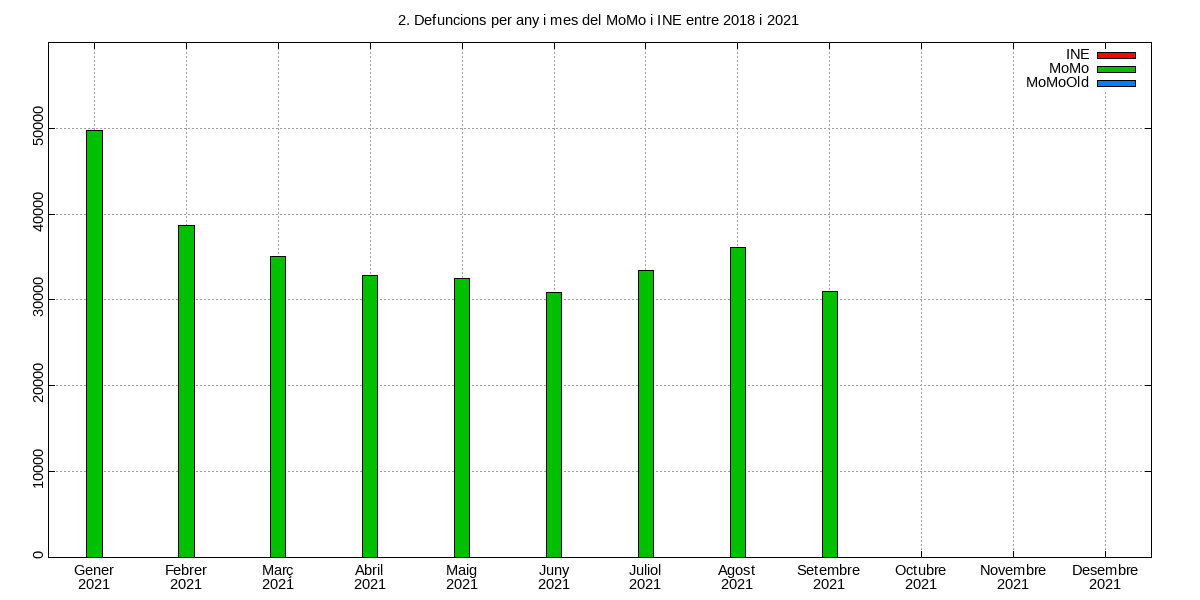 2. Defuncions per any i mes del MoMo i INE entre 2018 i 2021
INE
MoMo
MoMoOld
50000
40000
30000
20000
10000
0
Gener Febrer Març Abril Maig Juny Juliol Agost Setembre Octubre Novembre Desembre
2021 2021 2021 2021 2021 2021 2021 2021 2021 2021 2021 2021